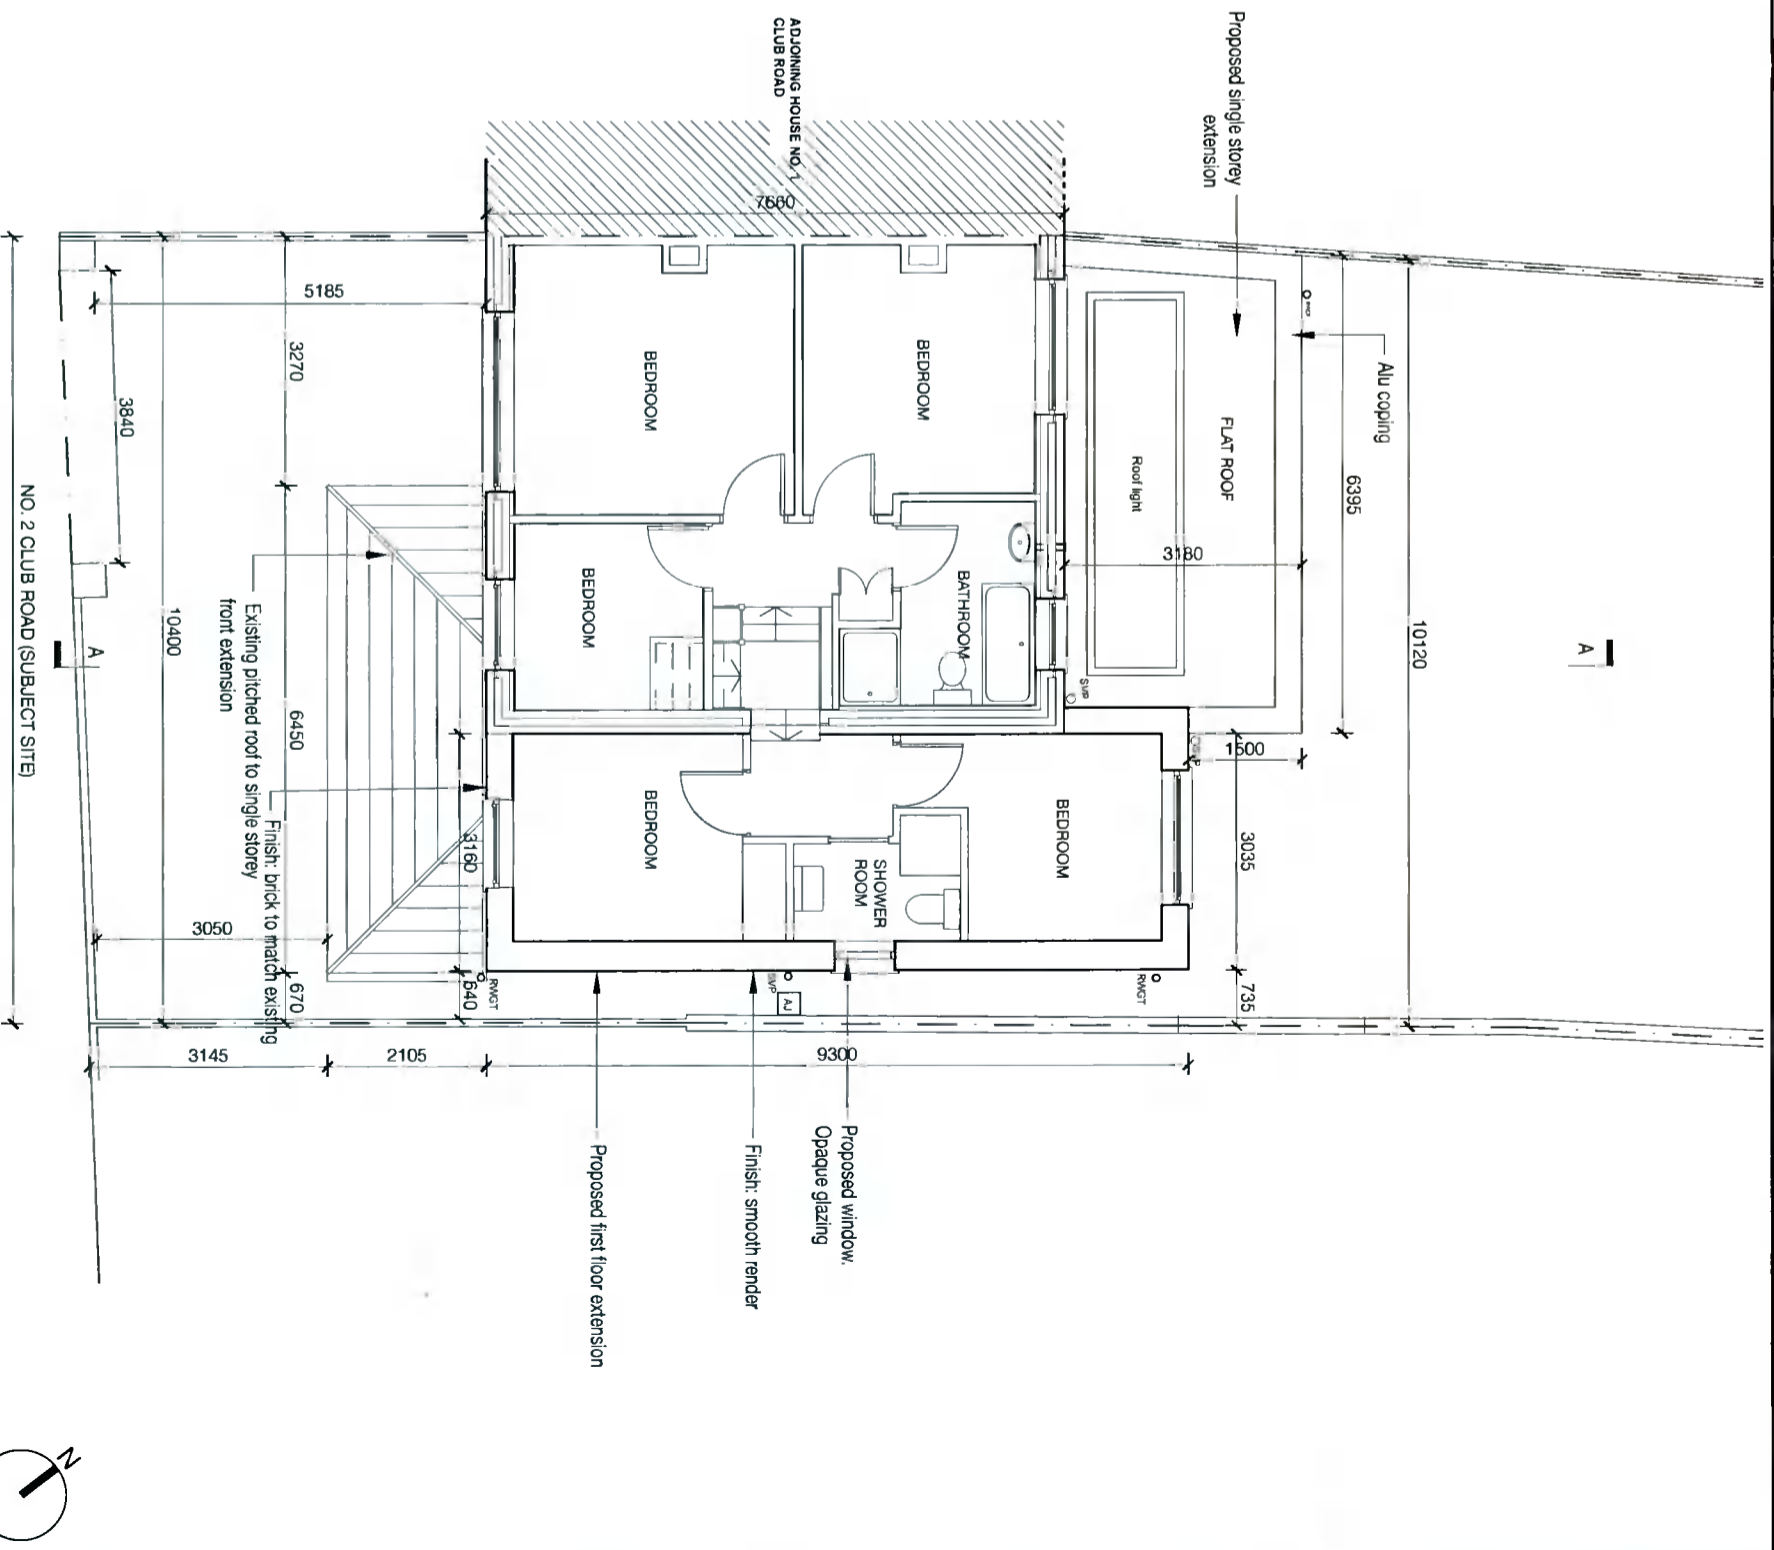 Proposed single storey
extension
ADJOINING HOUSE NO. 1
CLUB ROAD
7660
Alu coping
FLAT ROOF
Roof light
6395
3180
10120
A
5185
3270
3840
BEDROOM
BEDROOM
BEDROOM
BATHROOM
SVP
1500
3035
735
BEDROOM
BEDROOM
SHOWER
ROOM
3160
640
RWGT
SVP
AJ
RWGT
Existing pitched roof to single storey
front extension
Finish: brick to match existing
6450
670
10400
3050
A
NO. 2 CLUB ROAD (SUBJECT SITE)
3145
2105
9300
Proposed window.
Opaque glazing
Finish: smooth render
Proposed first floor extension
N